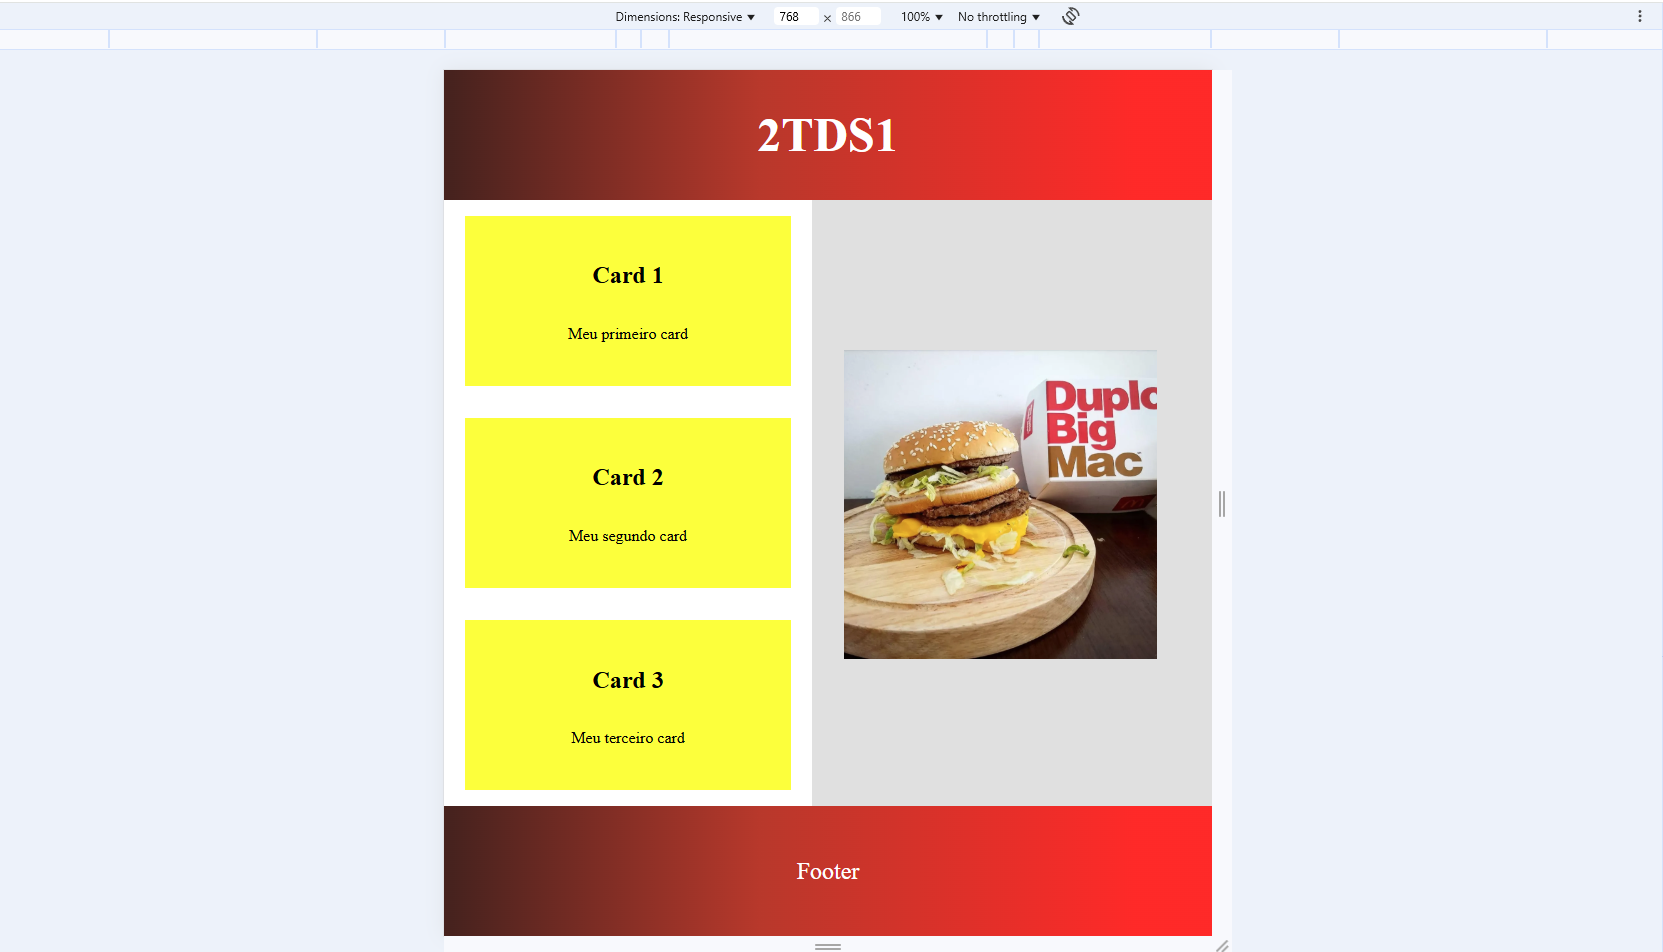 Dimensions: Responsive ▼ 768 × 866 100% ▼ No throttling ▼
2TDS1
Card 1
Meu primeiro card
Card 2
Meu segundo card
Card 3
Meu terceiro card
Duplo
Big
Mac
Footer